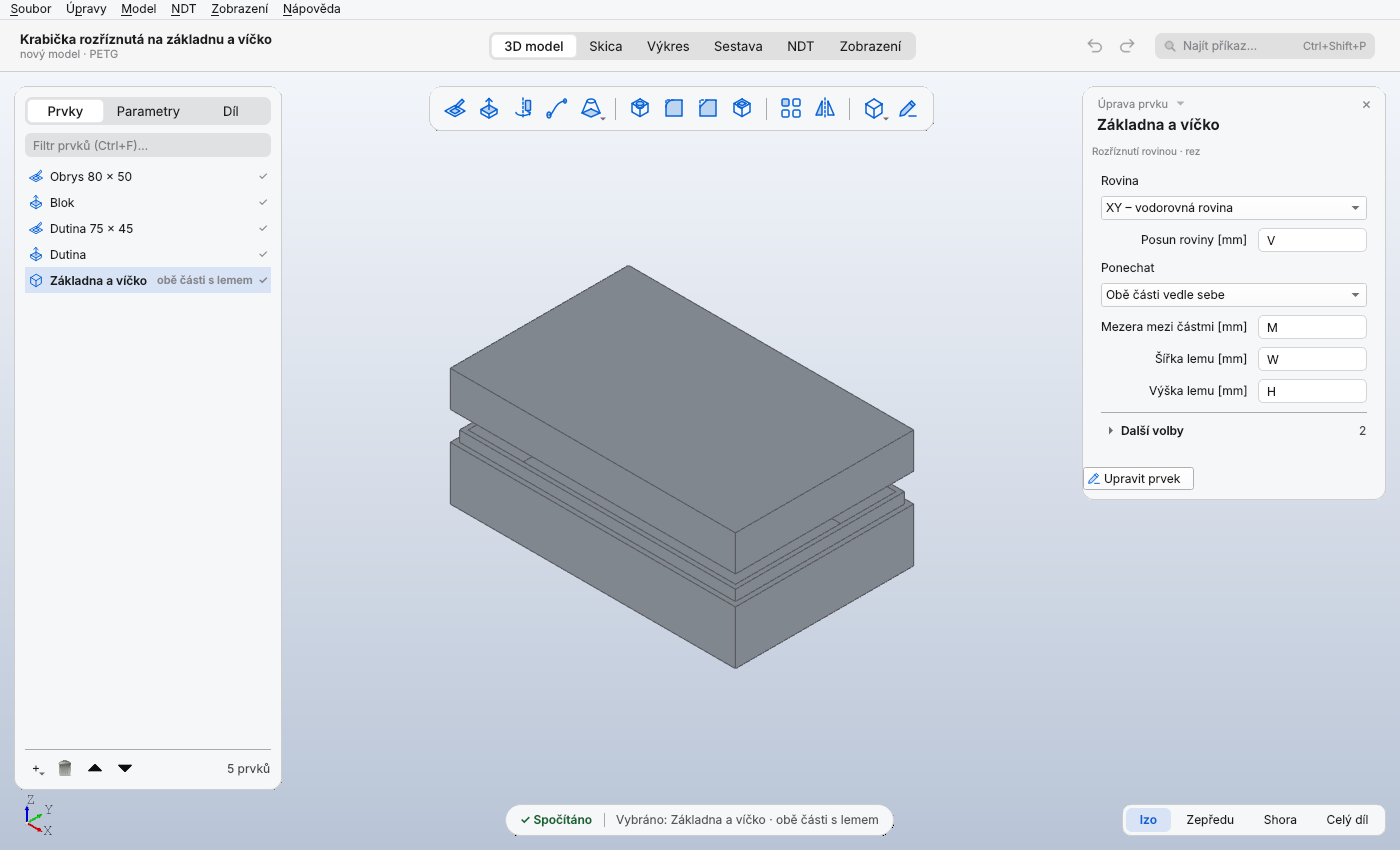 Soubor Úpravy Model NDT Zobrazení Nápověda
Krabička rozříznutá na základnu a víčko
nový model · PETG
3D model Skica Výkres Sestava NDT Zobrazení
Najít příkaz... Ctrl+Shift+P
Prvky Parametry Díl
Filtr prvků (Ctrl+F)...
Obrys 80 × 50
Blok
Dutina 75 × 45
Dutina
Základna a víčko obě části s lemem
5 prvků
Úprava prvku
Základna a víčko
Rozříznutí rovinou · rez
Rovina
XY – vodorovná rovina
Posun roviny [mm] V
Ponechat
Obě části vedle sebe
Mezera mezi částmi [mm] M
Šířka lemu [mm] W
Výška lemu [mm] H
Další volby 2
Upravit prvek
Z
Y
X
Spočítáno Vybráno: Základna a víčko · obě části s lemem
Izo Zepředu Shora Celý díl